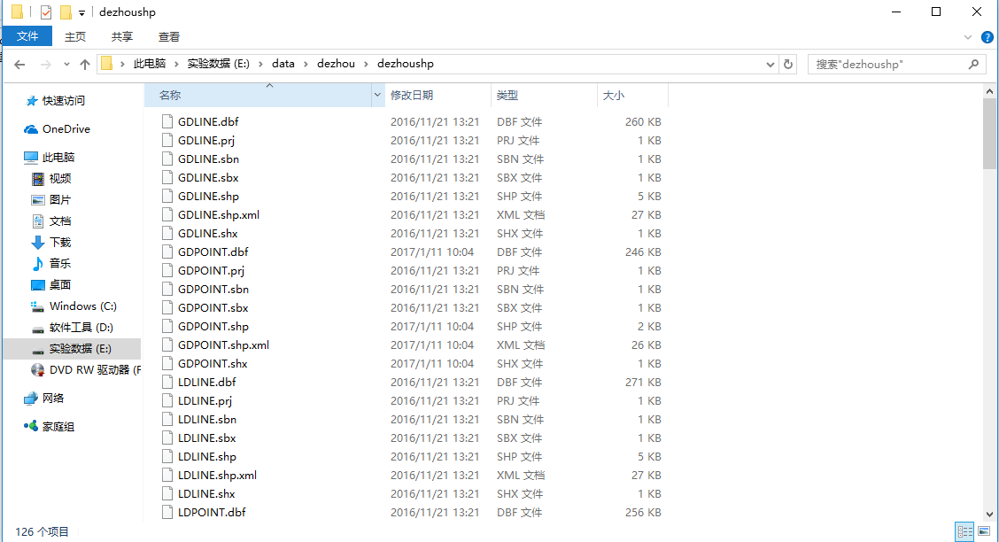 dezhoushp
文件 主页 共享 查看
此电脑 实验数据 (E:) data dezhou dezhoushp
搜索"dezhoushp"
名称 修改日期 类型 大小
快速访问
OneDrive
此电脑
视频
图片
文档
下载
音乐
桌面
Windows (C:)
软件工具 (D:)
实验数据 (E:)
DVD RW 驱动器 (F
网络
家庭组
GDLINE.dbf 2016/11/21 13:21 DBF 文件 260 KB
GDLINE.prj 2016/11/21 13:21 PRJ 文件 1 KB
GDLINE.sbn 2016/11/21 13:21 SBN 文件 1 KB
GDLINE.sbx 2016/11/21 13:21 SBX 文件 1 KB
GDLINE.shp 2016/11/21 13:21 SHP 文件 5 KB
GDLINE.shp.xml 2016/11/21 13:21 XML 文档 27 KB
GDLINE.shx 2016/11/21 13:21 SHX 文件 1 KB
GDPOINT.dbf 2017/1/11 10:04 DBF 文件 246 KB
GDPOINT.prj 2016/11/21 13:21 PRJ 文件 1 KB
GDPOINT.sbn 2016/11/21 13:21 SBN 文件 1 KB
GDPOINT.sbx 2016/11/21 13:21 SBX 文件 1 KB
GDPOINT.shp 2017/1/11 10:04 SHP 文件 2 KB
GDPOINT.shp.xml 2017/1/11 10:04 XML 文档 26 KB
GDPOINT.shx 2017/1/11 10:04 SHX 文件 1 KB
LDLINE.dbf 2016/11/21 13:21 DBF 文件 271 KB
LDLINE.prj 2016/11/21 13:21 PRJ 文件 1 KB
LDLINE.sbn 2016/11/21 13:21 SBN 文件 1 KB
LDLINE.sbx 2016/11/21 13:21 SBX 文件 1 KB
LDLINE.shp 2016/11/21 13:21 SHP 文件 5 KB
LDLINE.shp.xml 2016/11/21 13:21 XML 文档 27 KB
LDLINE.shx 2016/11/21 13:21 SHX 文件 1 KB
LDPOINT.dbf 2016/11/21 13:21 DBF 文件 256 KB
126 个项目